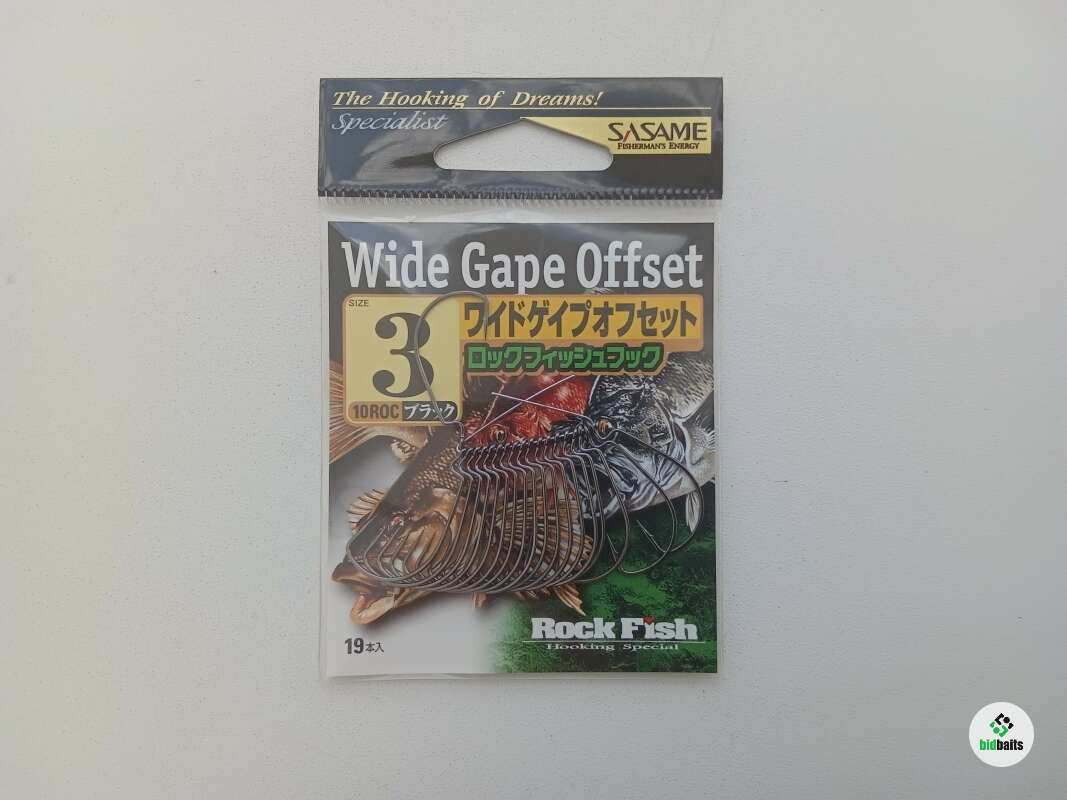 The Hooking of Dreams!
Specialist
SASAME
FISHERMAN'S ENERGY
Wide Gape Offset
SIZE
3
ワイドゲイプオフセット
ロックフィッシュフック
10ROC ブラック
19本入
Rock Fish
Hooking Special
bidbaits